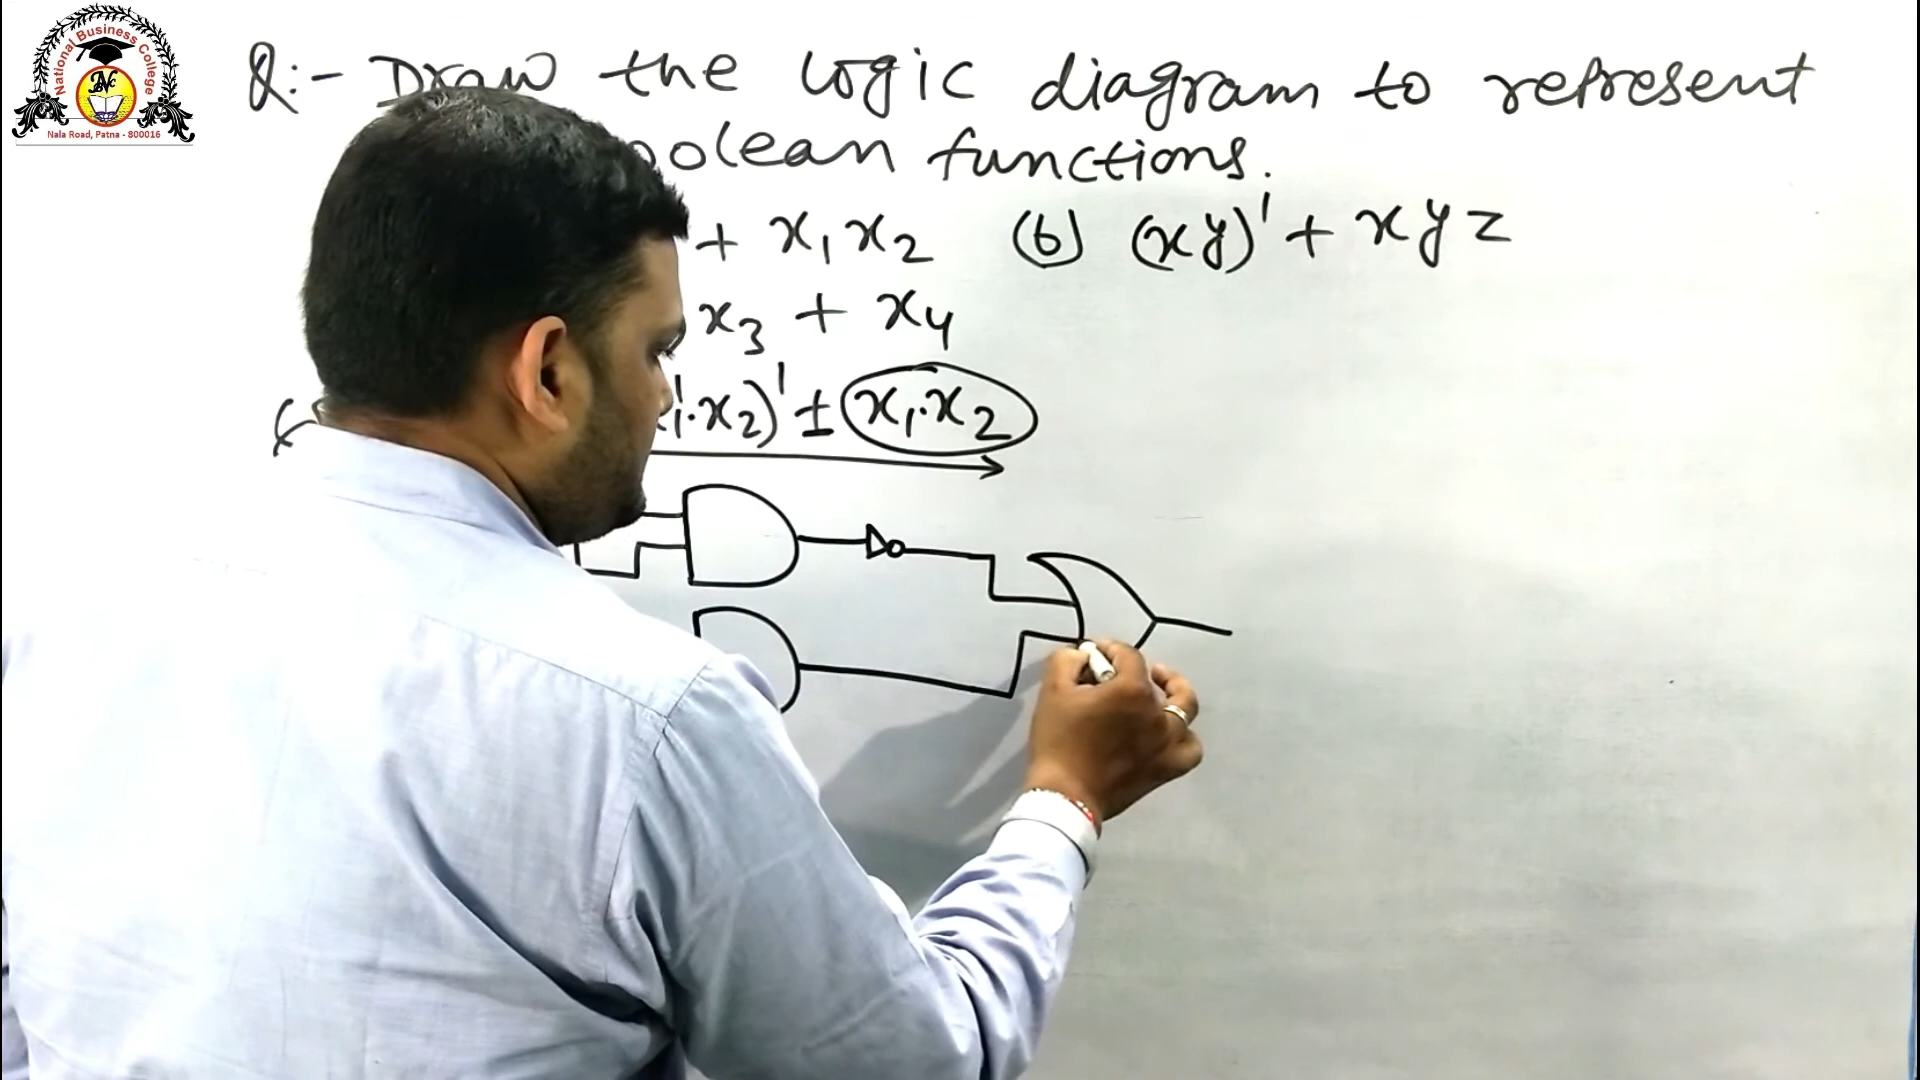 National Business College
NBC
Nala Road, Patna - 800016
Q:- Draw the logic diagram to represent
oolean functions.
+ x₁x₂ (b) (xy)' + xyz
x₃ + x₄
₁'·x₂)' + x₁·x₂